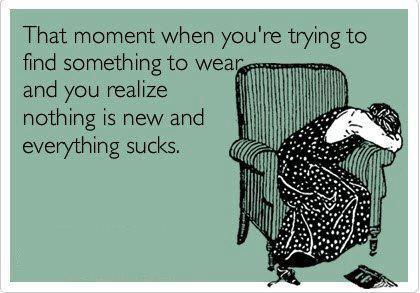 That moment when you're trying to
find something to wear
and you realize
nothing is new and
everything sucks.